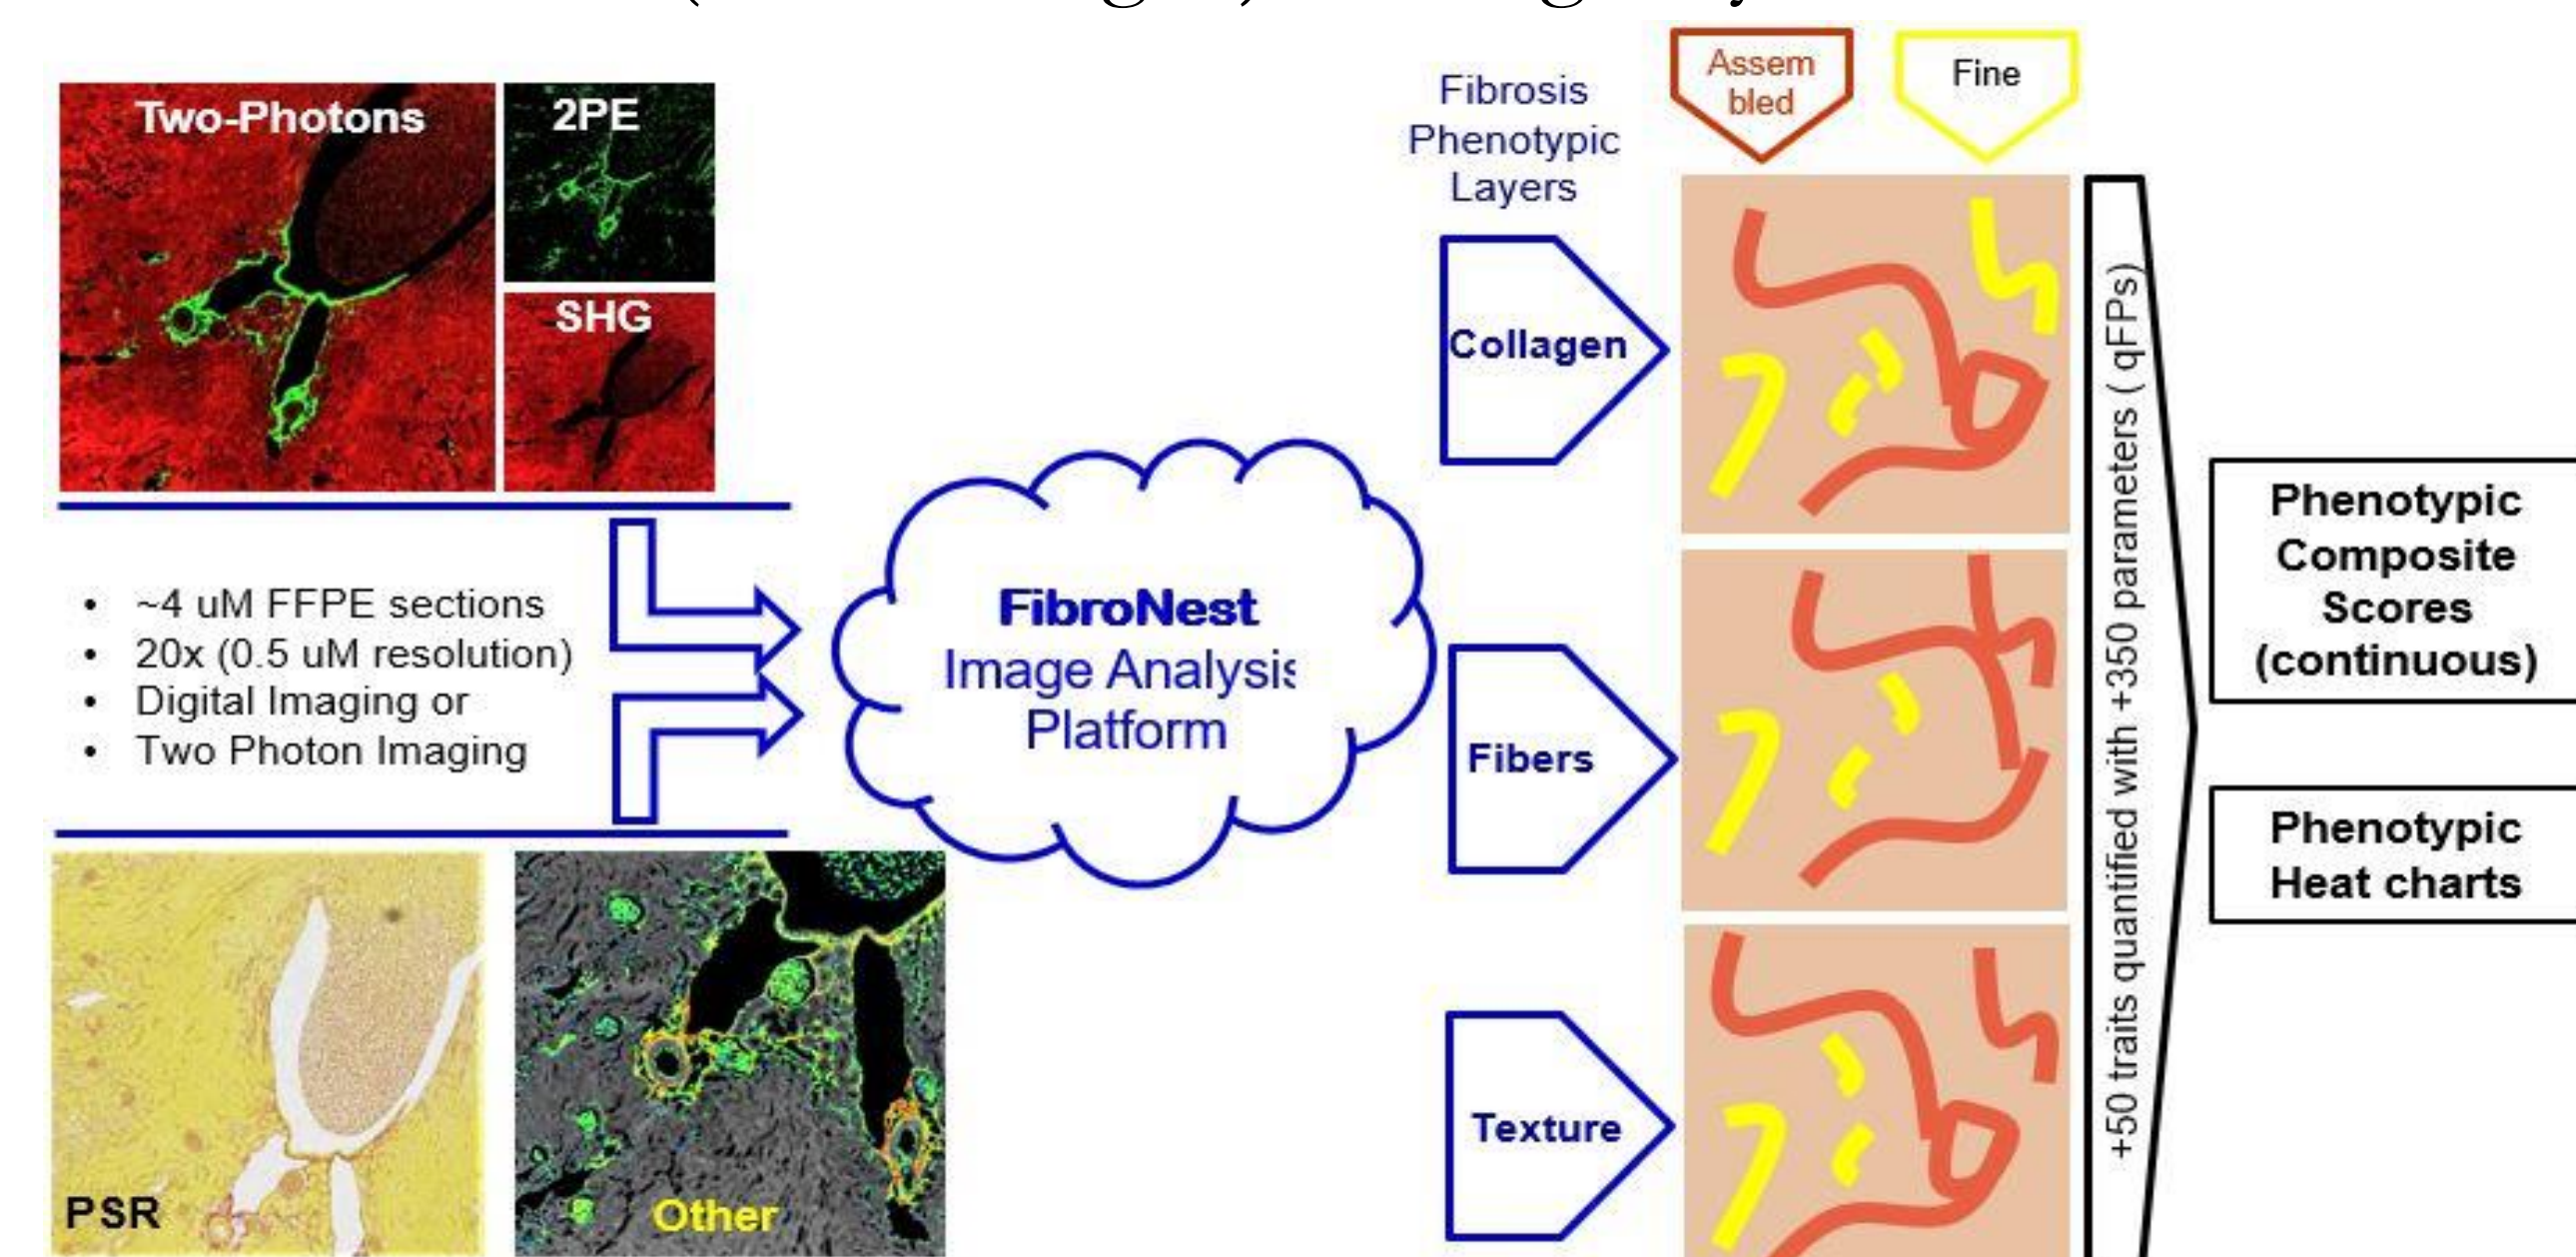 Two-Photons
2PE
SHG
• ~4 uM FFPE sections
• 20x (0.5 uM resolution)
• Digital Imaging or
• Two Photon Imaging
PSR
Other
FibroNest
Image Analysis
Platform
Fibrosis
Phenotypic
Layers
Assem
bled
Fine
Collagen
Fibers
Texture
+50 traits quantified with +350 parameters ( qFPs)
Phenotypic
Composite
Scores
(continuous)
Phenotypic
Heat charts